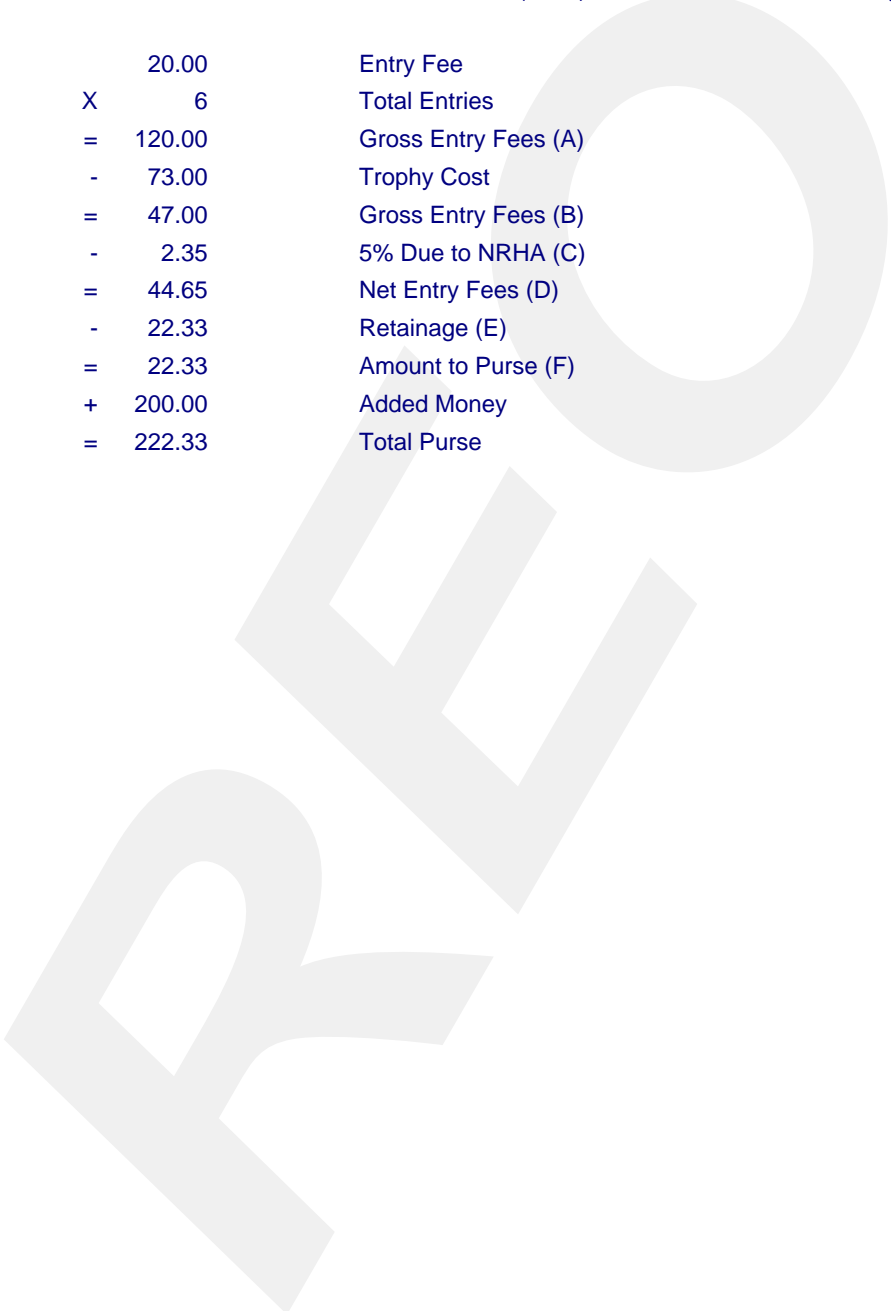 20.00 Entry Fee
X 6 Total Entries
= 120.00 Gross Entry Fees (A)
- 73.00 Trophy Cost
= 47.00 Gross Entry Fees (B)
- 2.35 5% Due to NRHA (C)
= 44.65 Net Entry Fees (D)
- 22.33 Retainage (E)
= 22.33 Amount to Purse (F)
+ 200.00 Added Money
= 222.33 Total Purse
REO